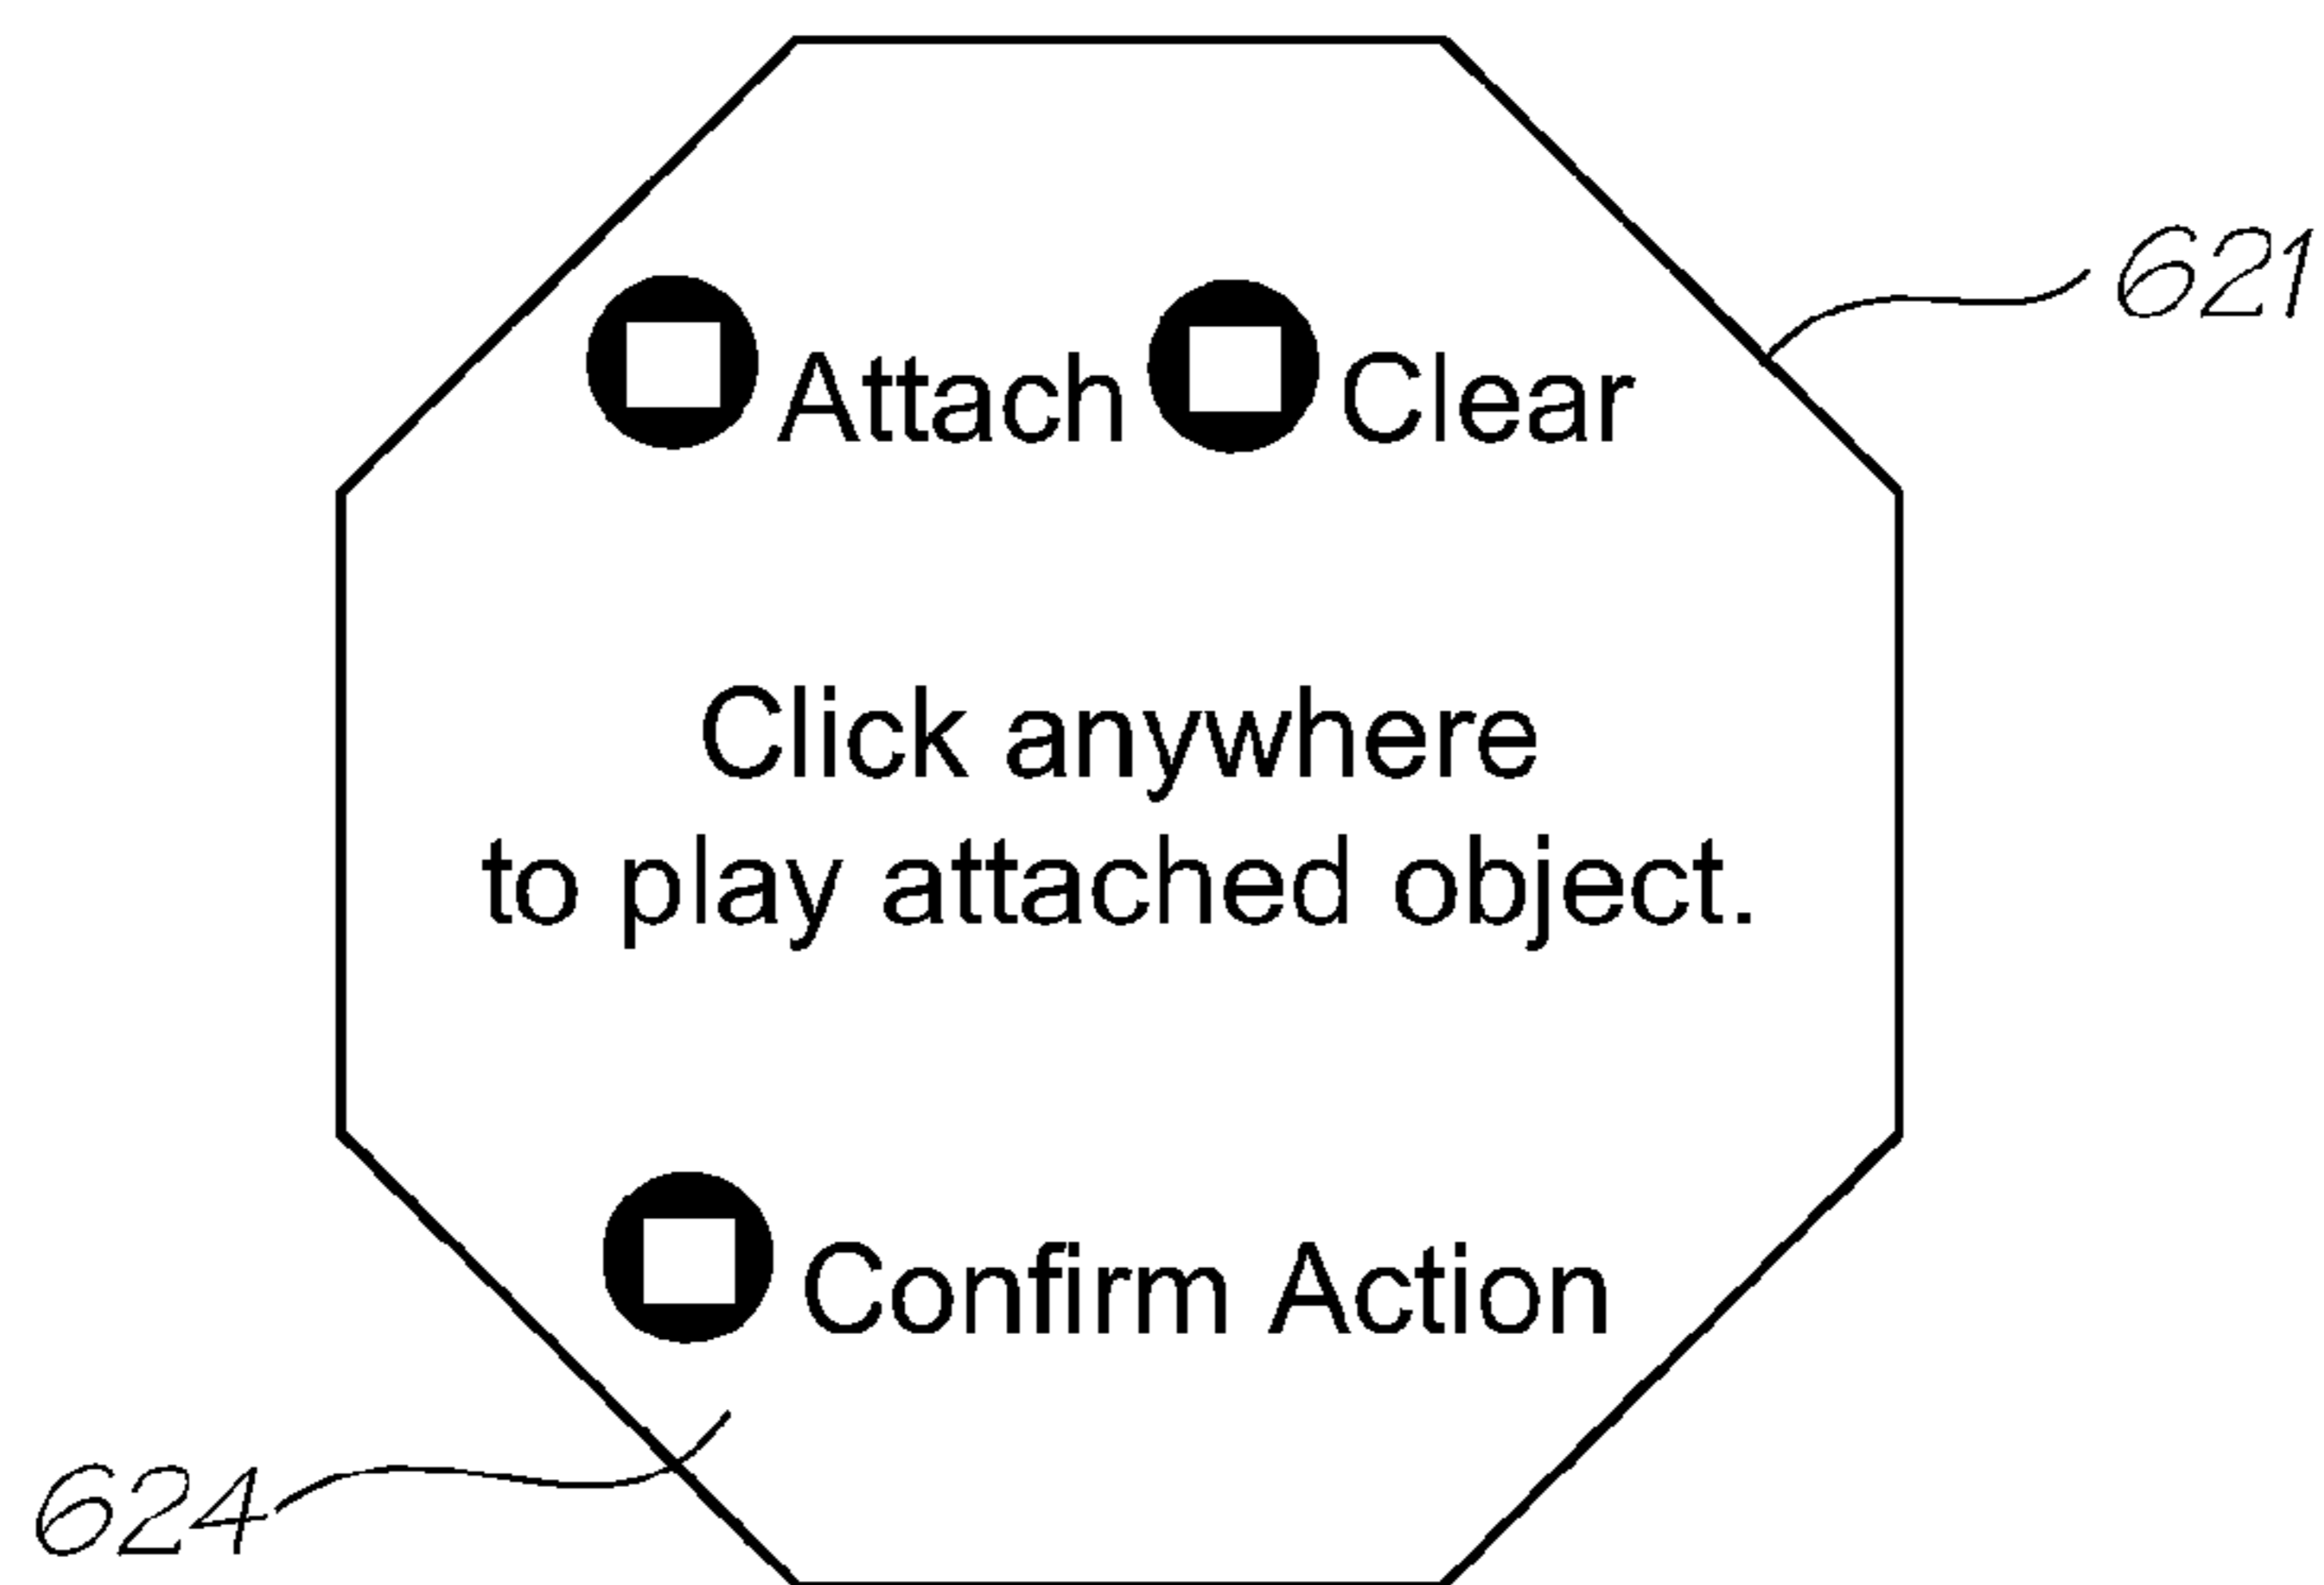 621
Attach Clear
Click anywhere
to play attached object.
Confirm Action
624